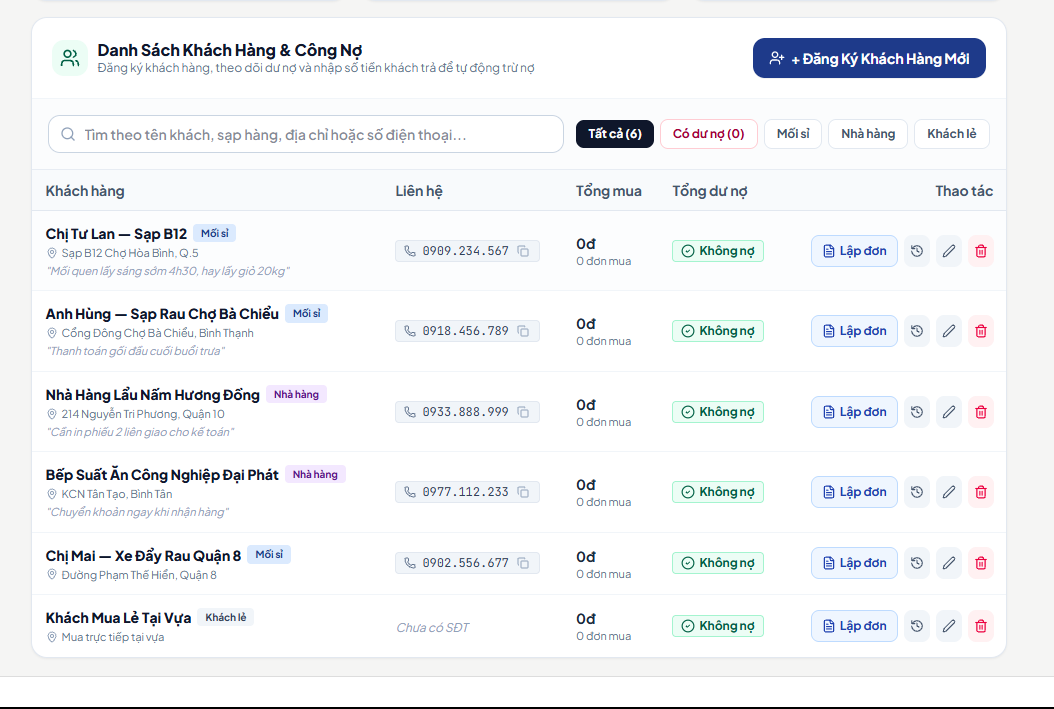 Danh Sách Khách Hàng & Công Nợ
Đăng ký khách hàng, theo dõi dư nợ và nhập số tiền khách trả để tự động trừ nợ
+ Đăng Ký Khách Hàng Mới
Tìm theo tên khách, sạp hàng, địa chỉ hoặc số điện thoại...
Tất cả (6)
Có dư nợ (0)
Mối sỉ
Nhà hàng
Khách lẻ
Khách hàng
Liên hệ
Tổng mua
Tổng dư nợ
Thao tác
Chị Tư Lan — Sạp B12
Mối sỉ
Sạp B12 Chợ Hòa Bình, Q.5
"Mối quen lấy sáng sớm 4h30, hay lấy giò 20kg"
0909.234.567
0đ
0 đơn mua
Không nợ
Lập đơn
Anh Hùng — Sạp Rau Chợ Bà Chiểu
Mối sỉ
Cổng Đông Chợ Bà Chiểu, Bình Thạnh
"Thanh toán gối đầu cuối buổi trưa"
0918.456.789
0đ
0 đơn mua
Không nợ
Lập đơn
Nhà Hàng Lẩu Nấm Hương Đồng
Nhà hàng
214 Nguyễn Tri Phương, Quận 10
"Cần in phiếu 2 liên giao cho kế toán"
0933.888.999
0đ
0 đơn mua
Không nợ
Lập đơn
Bếp Suất Ăn Công Nghiệp Đại Phát
Nhà hàng
KCN Tân Tạo, Bình Tân
"Chuyển khoản ngay khi nhận hàng"
0977.112.233
0đ
0 đơn mua
Không nợ
Lập đơn
Chị Mai — Xe Đẩy Rau Quận 8
Mối sỉ
Đường Phạm Thế Hiển, Quận 8
0902.556.677
0đ
0 đơn mua
Không nợ
Lập đơn
Khách Mua Lẻ Tại Vựa
Khách lẻ
Mua trực tiếp tại vựa
Chưa có SĐT
0đ
0 đơn mua
Không nợ
Lập đơn